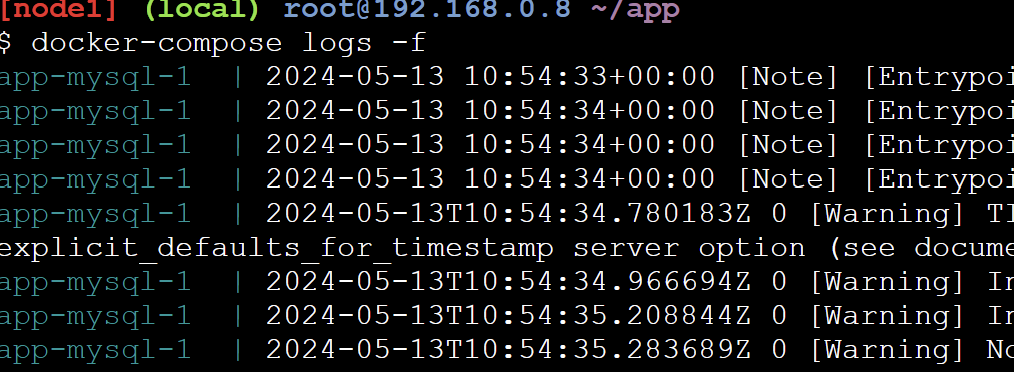 [node1] (local) root@192.168.0.8 ~/app
$ docker-compose logs -f
app-mysql-1 | 2024-05-13 10:54:33+00:00 [Note] [Entrypoi
app-mysql-1 | 2024-05-13 10:54:34+00:00 [Note] [Entrypoi
app-mysql-1 | 2024-05-13 10:54:34+00:00 [Note] [Entrypoi
app-mysql-1 | 2024-05-13 10:54:34+00:00 [Note] [Entrypoi
app-mysql-1 | 2024-05-13T10:54:34.780183Z 0 [Warning]
explicit_defaults_for_timestamp server option (see docume
app-mysql-1 | 2024-05-13T10:54:34.966694Z 0 [Warning] In
app-mysql-1 | 2024-05-13T10:54:35.208844Z 0 [Warning] In
app-mysql-1 | 2024-05-13T10:54:35.283689Z 0 [Warning] No